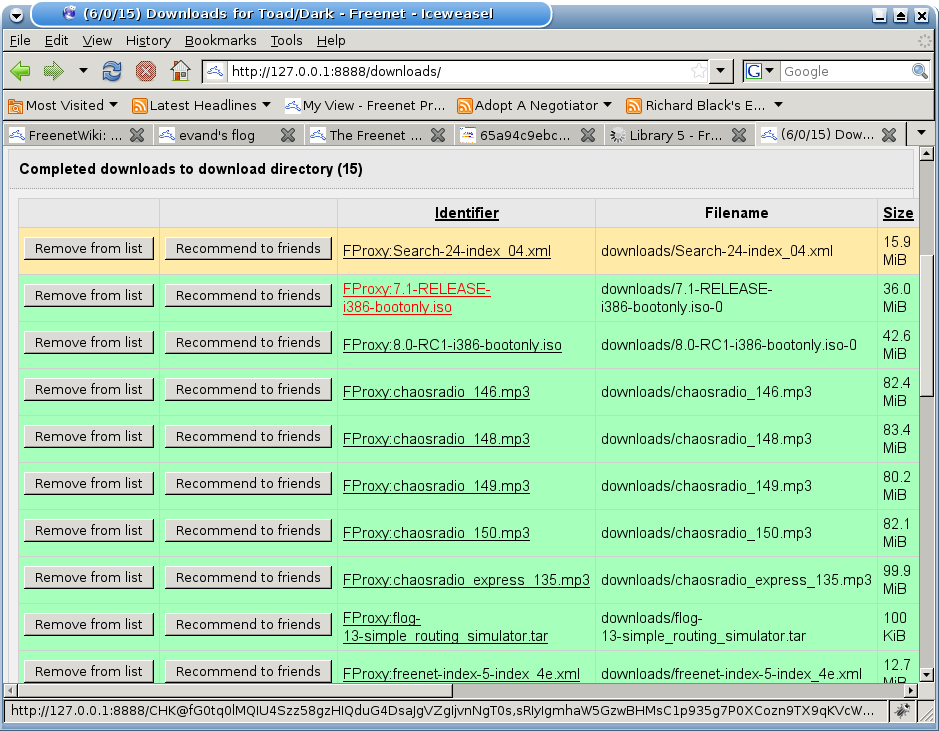 (6/0/15) Downloads for Toad/Dark - Freenet - Iceweasel
File Edit View History Bookmarks Tools Help
http://127.0.0.1:8888/downloads/ G Google
Most Visited Latest Headlines My View - Freenet Pr... Adopt A Negotiator Richard Black's E...
FreenetWiki: ... evand's flog The Freenet ... 65a94c9ebc... Library 5 - Fr... (6/0/15) Dow...
Completed downloads to download directory (15)
Identifier Filename Size
Remove from list Recommend to friends FProxy:Search-24-index_04.xml downloads/Search-24-index_04.xml 15.9 MiB
Remove from list Recommend to friends FProxy:7.1-RELEASE-i386-bootonly.iso downloads/7.1-RELEASE-i386-bootonly.iso-0 36.0 MiB
Remove from list Recommend to friends FProxy:8.0-RC1-i386-bootonly.iso downloads/8.0-RC1-i386-bootonly.iso-0 42.6 MiB
Remove from list Recommend to friends FProxy:chaosradio_146.mp3 downloads/chaosradio_146.mp3 82.4 MiB
Remove from list Recommend to friends FProxy:chaosradio_148.mp3 downloads/chaosradio_148.mp3 83.4 MiB
Remove from list Recommend to friends FProxy:chaosradio_149.mp3 downloads/chaosradio_149.mp3 80.2 MiB
Remove from list Recommend to friends FProxy:chaosradio_150.mp3 downloads/chaosradio_150.mp3 82.1 MiB
Remove from list Recommend to friends FProxy:chaosradio_express_135.mp3 downloads/chaosradio_express_135.mp3 99.9 MiB
Remove from list Recommend to friends FProxy:flog-13-simple_routing_simulator.tar downloads/flog-13-simple_routing_simulator.tar 100 KiB
Remove from list Recommend to friends FProxy:freenet-index-5-index_4e.xml downloads/freenet-index-5-index_4e.xml 12.7 MiB